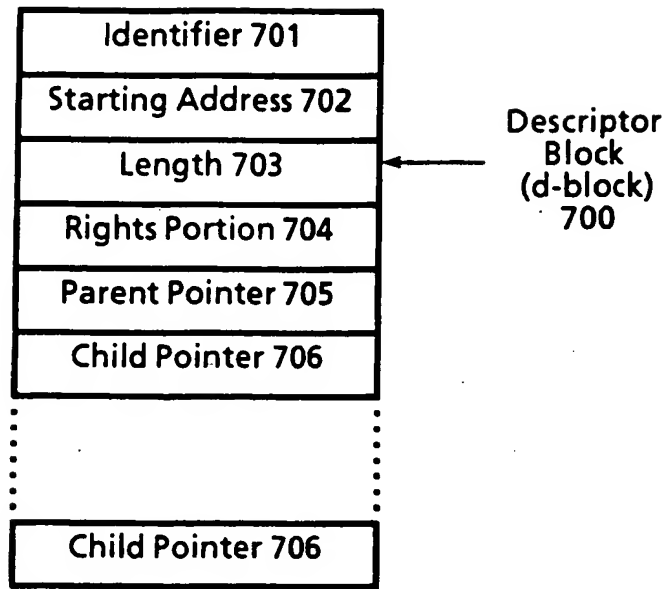 Identifier 701
Starting Address 702
Length 703
Rights Portion 704
Parent Pointer 705
Child Pointer 706
Child Pointer 706
Descriptor
Block
(d-block)
700